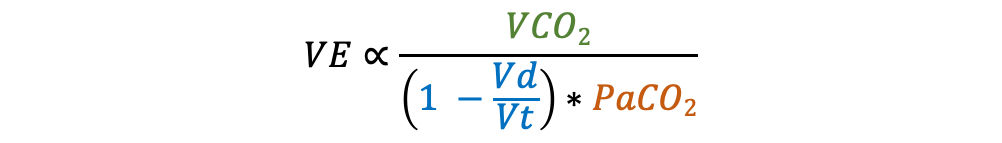 VE ∝ VCO₂
(1 − Vd
Vt) * PaCO₂